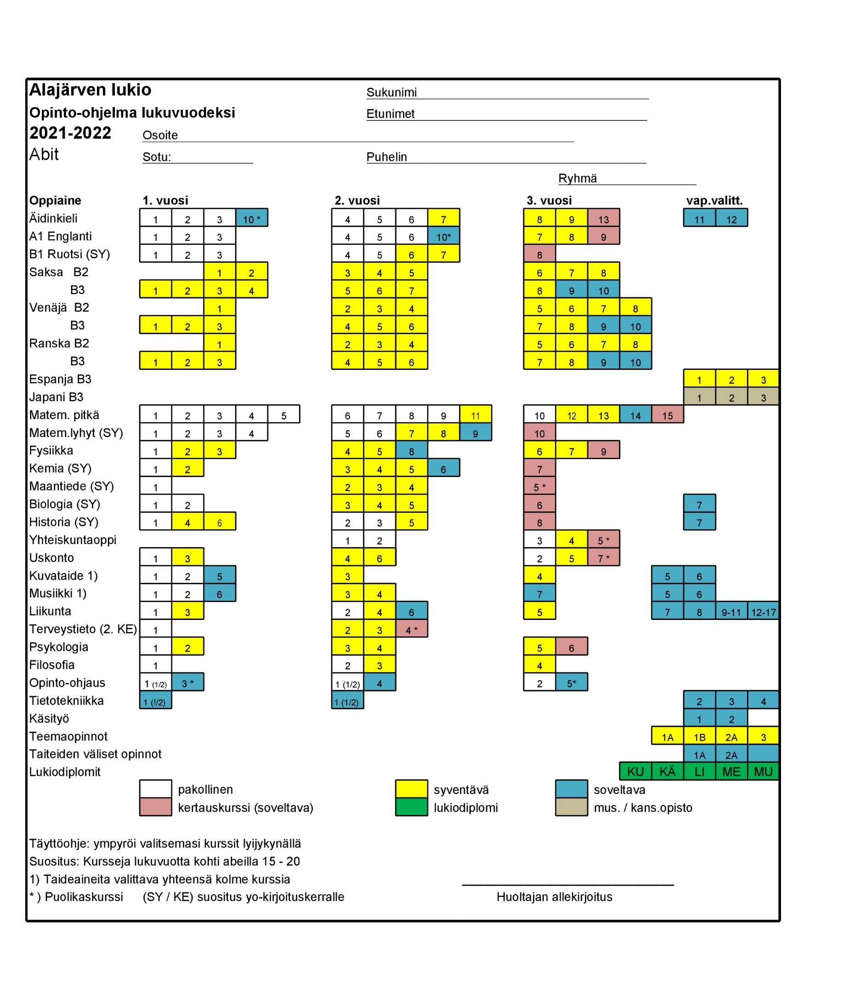 Alajärven lukio Sukunimi
Opinto-ohjelma lukuvuodeksi Etunimet
2021-2022 Osoite
Abit Sotu: Puhelin
Ryhmä
Oppiaine 1. vuosi 2. vuosi 3. vuosi vap.valitt.
Äidinkieli 1 2 3 10 * 4 5 6 7 8 9 13 11 12
A1 Englanti 1 2 3 4 5 6 10* 7 8 9
B1 Ruotsi (SY) 1 2 3 4 5 6 7 8
Saksa B2 1 2 3 4 5 6 7 8
B3 1 2 3 4 5 6 7 8 9 10
Venäjä B2 1 2 3 4 5 6 7 8
B3 1 2 3 4 5 6 7 8 9 10
Ranska B2 1 2 3 4 5 6 7 8
B3 1 2 3 4 5 6 7 8 9 10
Espanja B3 1 2 3
Japani B3 1 2 3
Matem. pitkä 1 2 3 4 5 6 7 8 9 11 10 12 13 14 15
Matem.lyhyt (SY) 1 2 3 4 5 6 7 8 9 10
Fysiikka 1 2 3 4 5 8 6 7 9
Kemia (SY) 1 2 3 4 5 6 7
Maantiede (SY) 1 2 3 4 5 *
Biologia (SY) 1 2 3 4 5 6 7
Historia (SY) 1 4 6 2 3 5 8 7
Yhteiskuntaoppi 1 2 3 4 5 *
Uskonto 1 3 4 6 2 5 7 *
Kuvataide 1) 1 2 5 3 4 5 6
Musiikki 1) 1 2 6 3 4 7 5 6
Liikunta 1 3 2 4 6 5 7 8 9-11 12-17
Terveystieto (2. KE) 1 2 3 4 *
Psykologia 1 2 3 4 5 6
Filosofia 1 2 3 4
Opinto-ohjaus 1 (1/2) 3 * 1 (1/2) 4 2 5*
Tietotekniikka 1 (!/2) 1 (1/2) 2 3 4
Käsityö 1 2
Teemaopinnot 1A 1B 2A 3
Taiteiden väliset opinnot 1A 2A
Lukiodiplomit KU KÄ LI ME MU
pakollinen syventävä soveltava
kertauskurssi (soveltava) lukiodiplomi mus. / kans.opisto
Täyttöohje: ympyröi valitsemasi kurssit lyijykynällä
Suositus: Kursseja lukuvuotta kohti abeilla 15 - 20
1) Taideaineita valittava yhteensä kolme kurssia
* ) Puolikaskurssi (SY / KE) suositus yo-kirjoituskerralle Huoltajan allekirjoitus